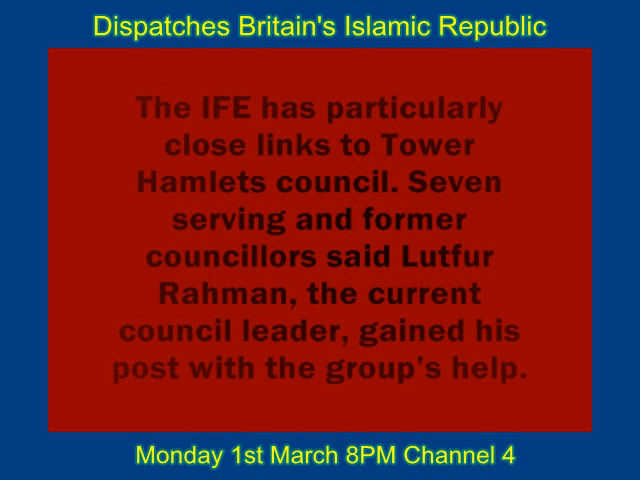 Dispatches Britain's Islamic Republic
The IFE has particularly
close links to Tower
Hamlets council. Seven
serving and former
councillors said Lutfur
Rahman, the current
council leader, gained his
post with the group’s help.
Monday 1st March 8PM Channel 4